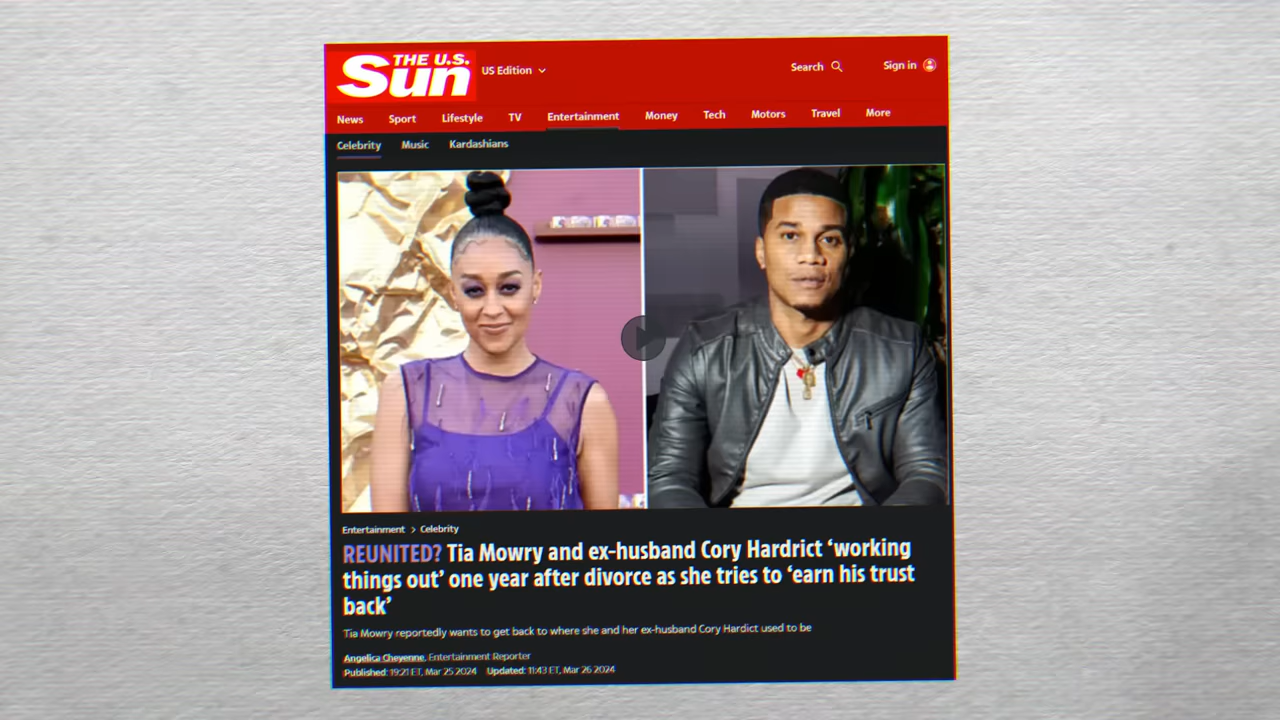 THE U.S.
Sun
US Edition
Search
Sign in
News Sport Lifestyle TV Entertainment Money Tech Motors Travel More
Celebrity Music Kardashians
Entertainment > Celebrity
REUNITED? Tia Mowry and ex-husband Cory Hardrict ‘working
things out’ one year after divorce as she tries to ‘earn his trust
back’
Tia Mowry reportedly wants to get back to where she and her ex-husband Cory Hardict used to be
Angelica Cheyenne, Entertainment Reporter
Published: 19:21 ET, Mar 25 2024 Updated: 11:43 ET, Mar 26 2024